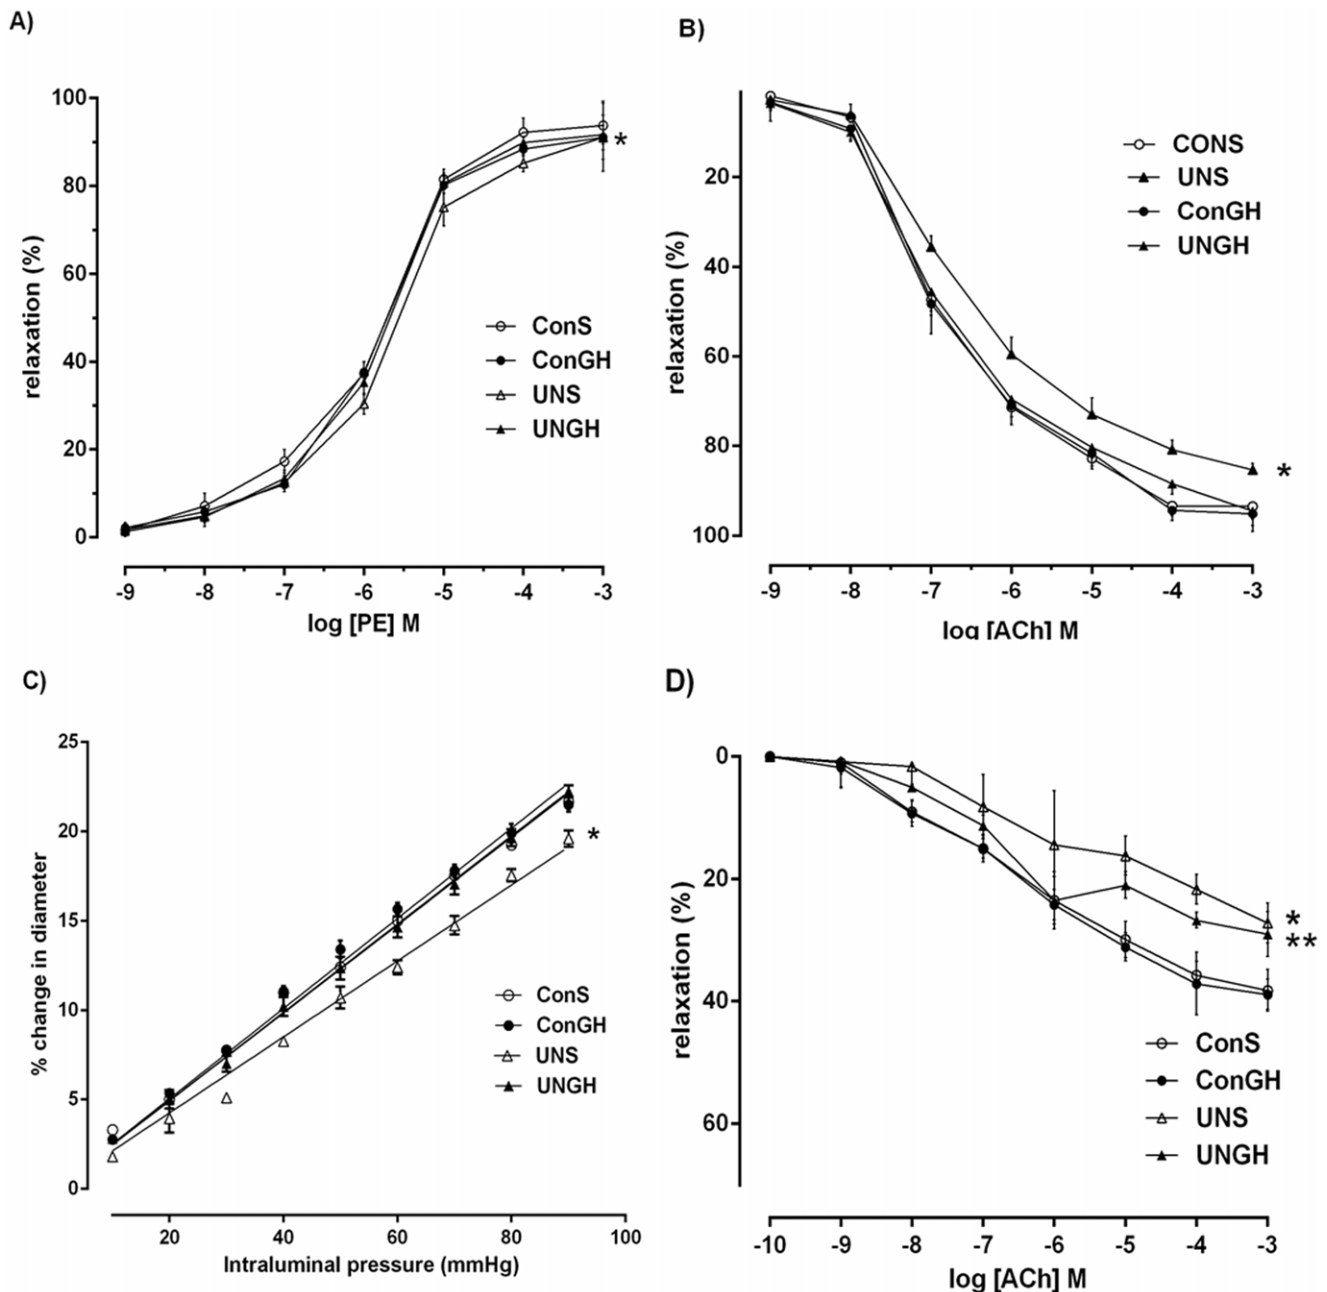 A)
100
80
60
40
20
0
relaxation (%)
ConS
ConGH
UNS
UNGH
*
-9 -8 -7 -6 -5 -4 -3
log [PE] M
B)
20
40
60
80
100
relaxation (%)
CONS
UNS
ConGH
UNGH
*
-9 -8 -7 -6 -5 -4 -3
log [ACh] M
C)
25
20
15
10
5
0
% change in diameter
*
ConS
ConGH
UNS
UNGH
20 40 60 80 100
Intraluminal pressure (mmHg)
D)
0
20
40
60
relaxation (%)
*
**
ConS
ConGH
UNS
UNGH
-10 -9 -8 -7 -6 -5 -4 -3
log [ACh] M